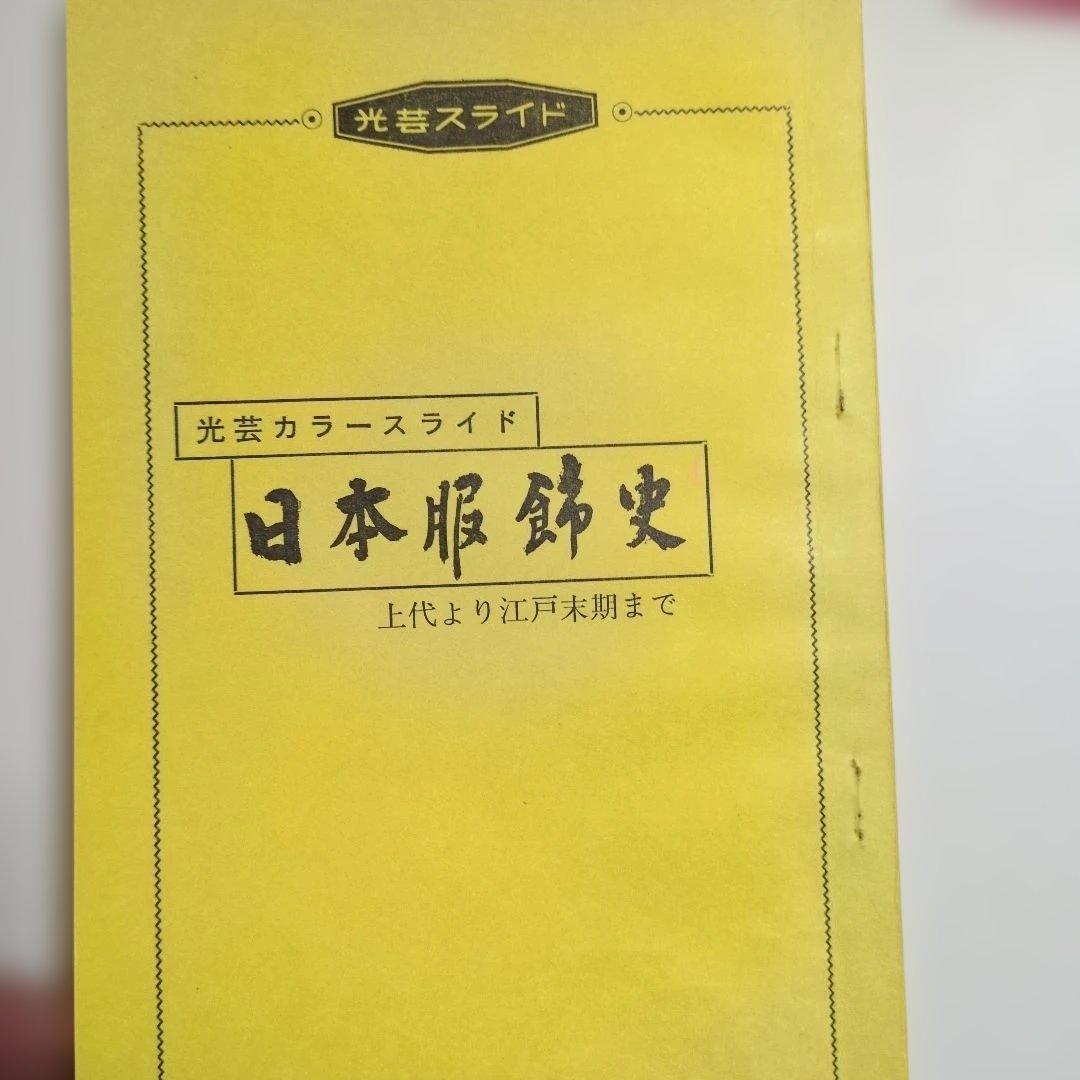 光芸スライド
光芸カラースライド
日本服飾史
上代より江戸末期まで